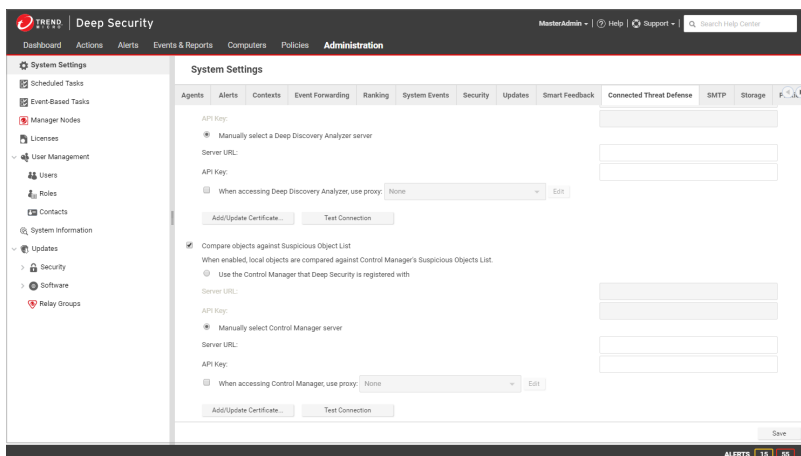 TREND MICRO Deep Security
MasterAdmin Help Support Search Help Center
Dashboard Actions Alerts Events & Reports Computers Policies Administration
System Settings
Scheduled Tasks
Event-Based Tasks
Manager Nodes
Licenses
User Management
Users
Roles
Contacts
System Information
Updates
Security
Software
Relay Groups
System Settings
Agents Alerts Contexts Event Forwarding Ranking System Events Security Updates Smart Feedback Connected Threat Defense SMTP Storage
API Key:
Manually select a Deep Discovery Analyzer server
Server URL:
API Key:
When accessing Deep Discovery Analyzer, use proxy: None Edit
Add/Update Certificate... Test Connection
Compare objects against Suspicious Object List
When enabled, local objects are compared against Control Manager's Suspicious Objects List.
Use the Control Manager that Deep Security is registered with
Server URL:
API Key:
Manually select Control Manager server
Server URL:
API Key:
When accessing Control Manager, use proxy: None Edit
Add/Update Certificate... Test Connection
Save
ALERTS 15 55